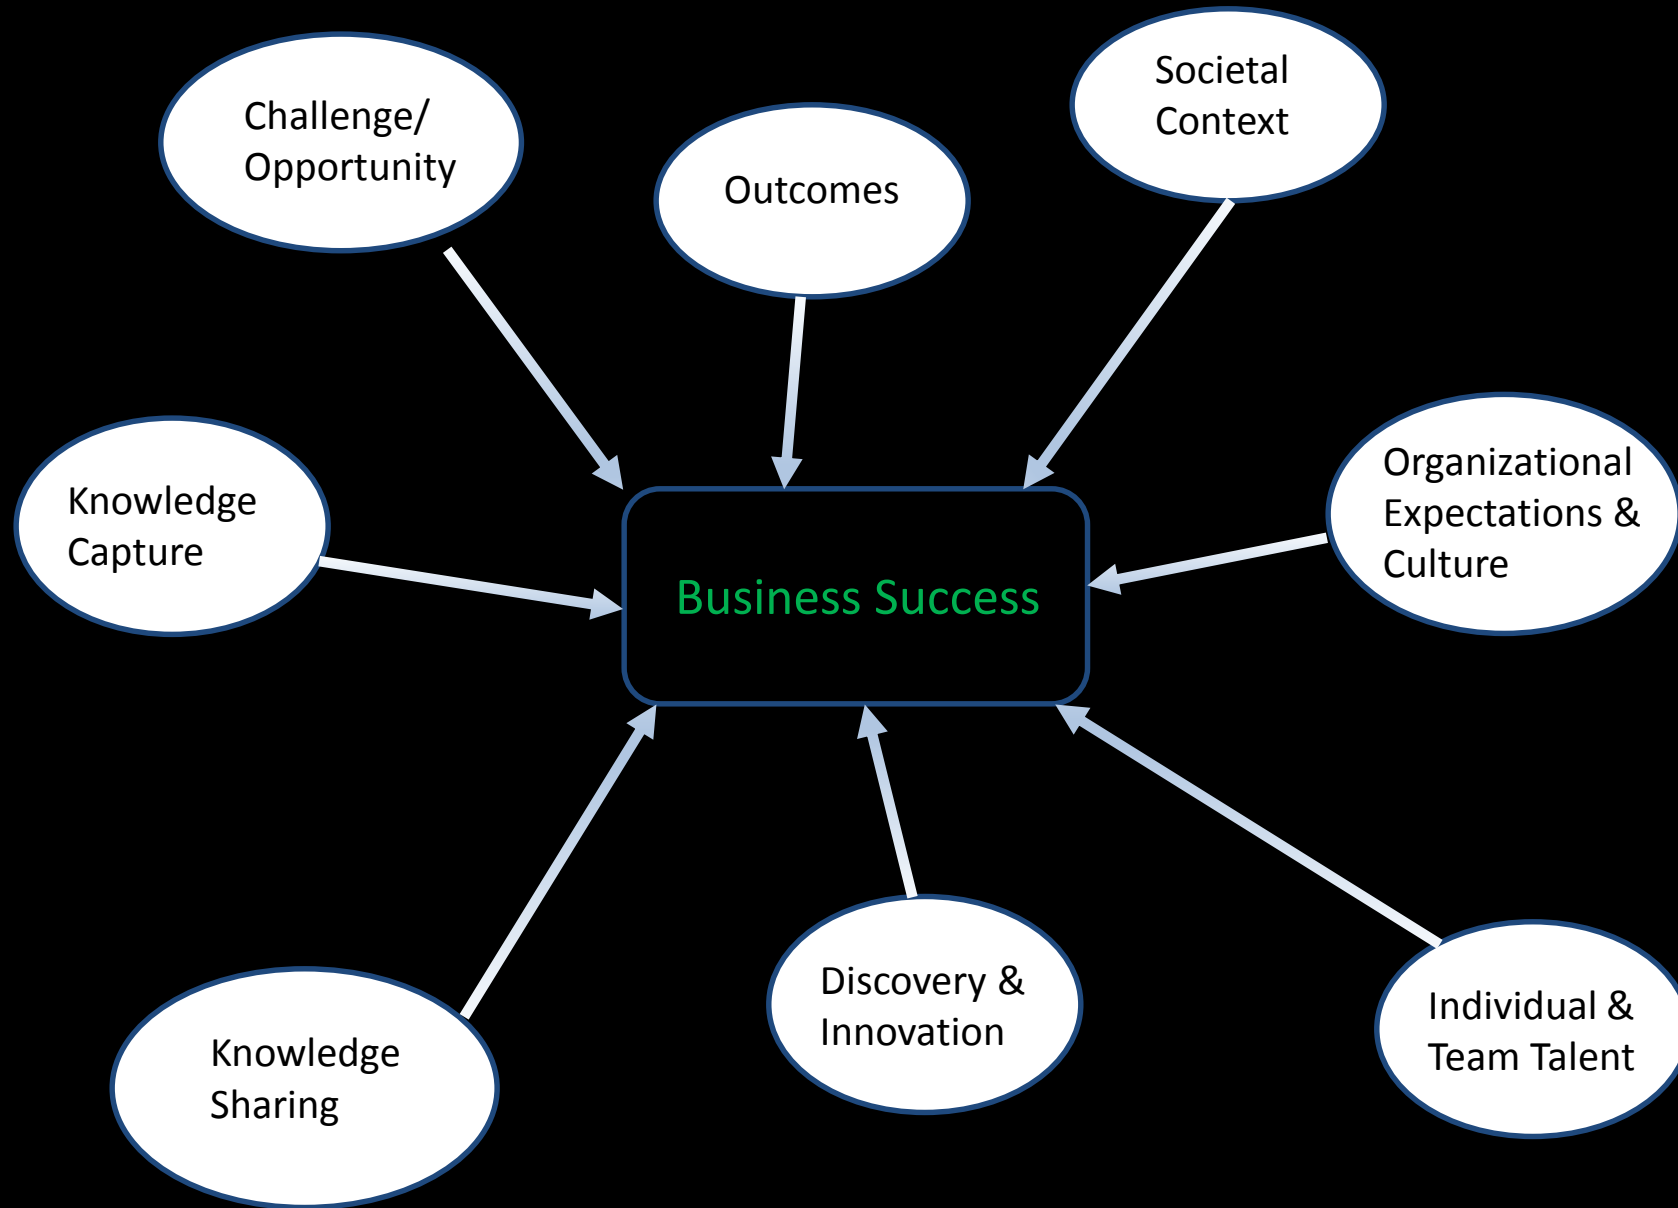 Challenge/
Opportunity
Outcomes
Societal
Context
Knowledge
Capture
Business Success
Organizational
Expectations &
Culture
Knowledge
Sharing
Discovery &
Innovation
Individual &
Team Talent